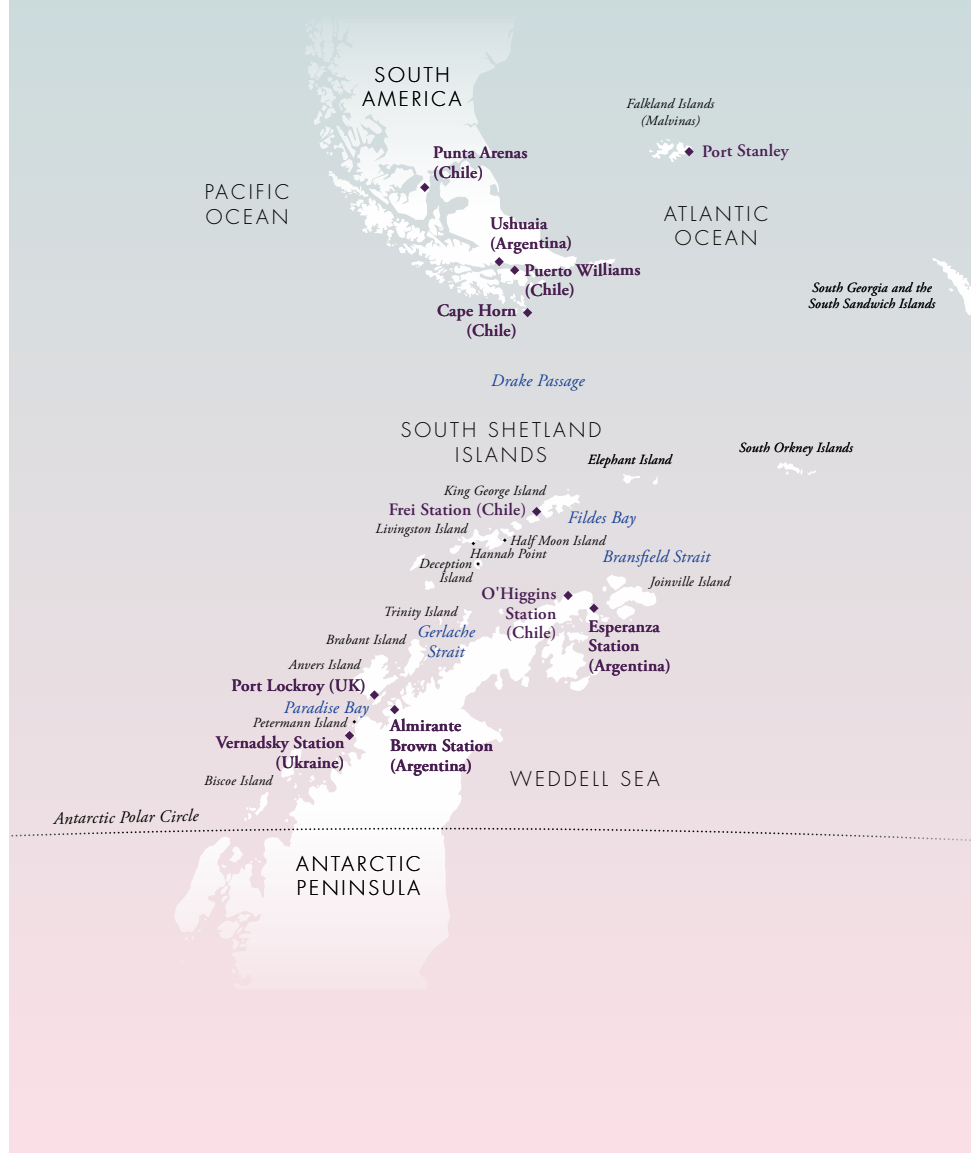 SOUTH
AMERICA
Falkland Islands
(Malvinas)
Port Stanley
Punta Arenas
(Chile)
PACIFIC
OCEAN
ATLANTIC
OCEAN
Ushuaia
(Argentina)
Puerto Williams
(Chile)
South Georgia and the
South Sandwich Islands
Cape Horn
(Chile)
Drake Passage
SOUTH SHETLAND
ISLANDS
Elephant Island
South Orkney Islands
King George Island
Frei Station (Chile)
Fildes Bay
Livingston Island
Half Moon Island
Hannah Point
Bransfield Strait
Deception
Island
Joinville Island
O'Higgins
Station
(Chile)
Trinity Island
Esperanza
Station
(Argentina)
Gerlache
Strait
Brabant Island
Anvers Island
Port Lockroy (UK)
Paradise Bay
Petermann Island
Almirante
Brown Station
(Argentina)
Vernadsky Station
(Ukraine)
Biscoe Island
WEDDELL SEA
Antarctic Polar Circle
ANTARCTIC
PENINSULA